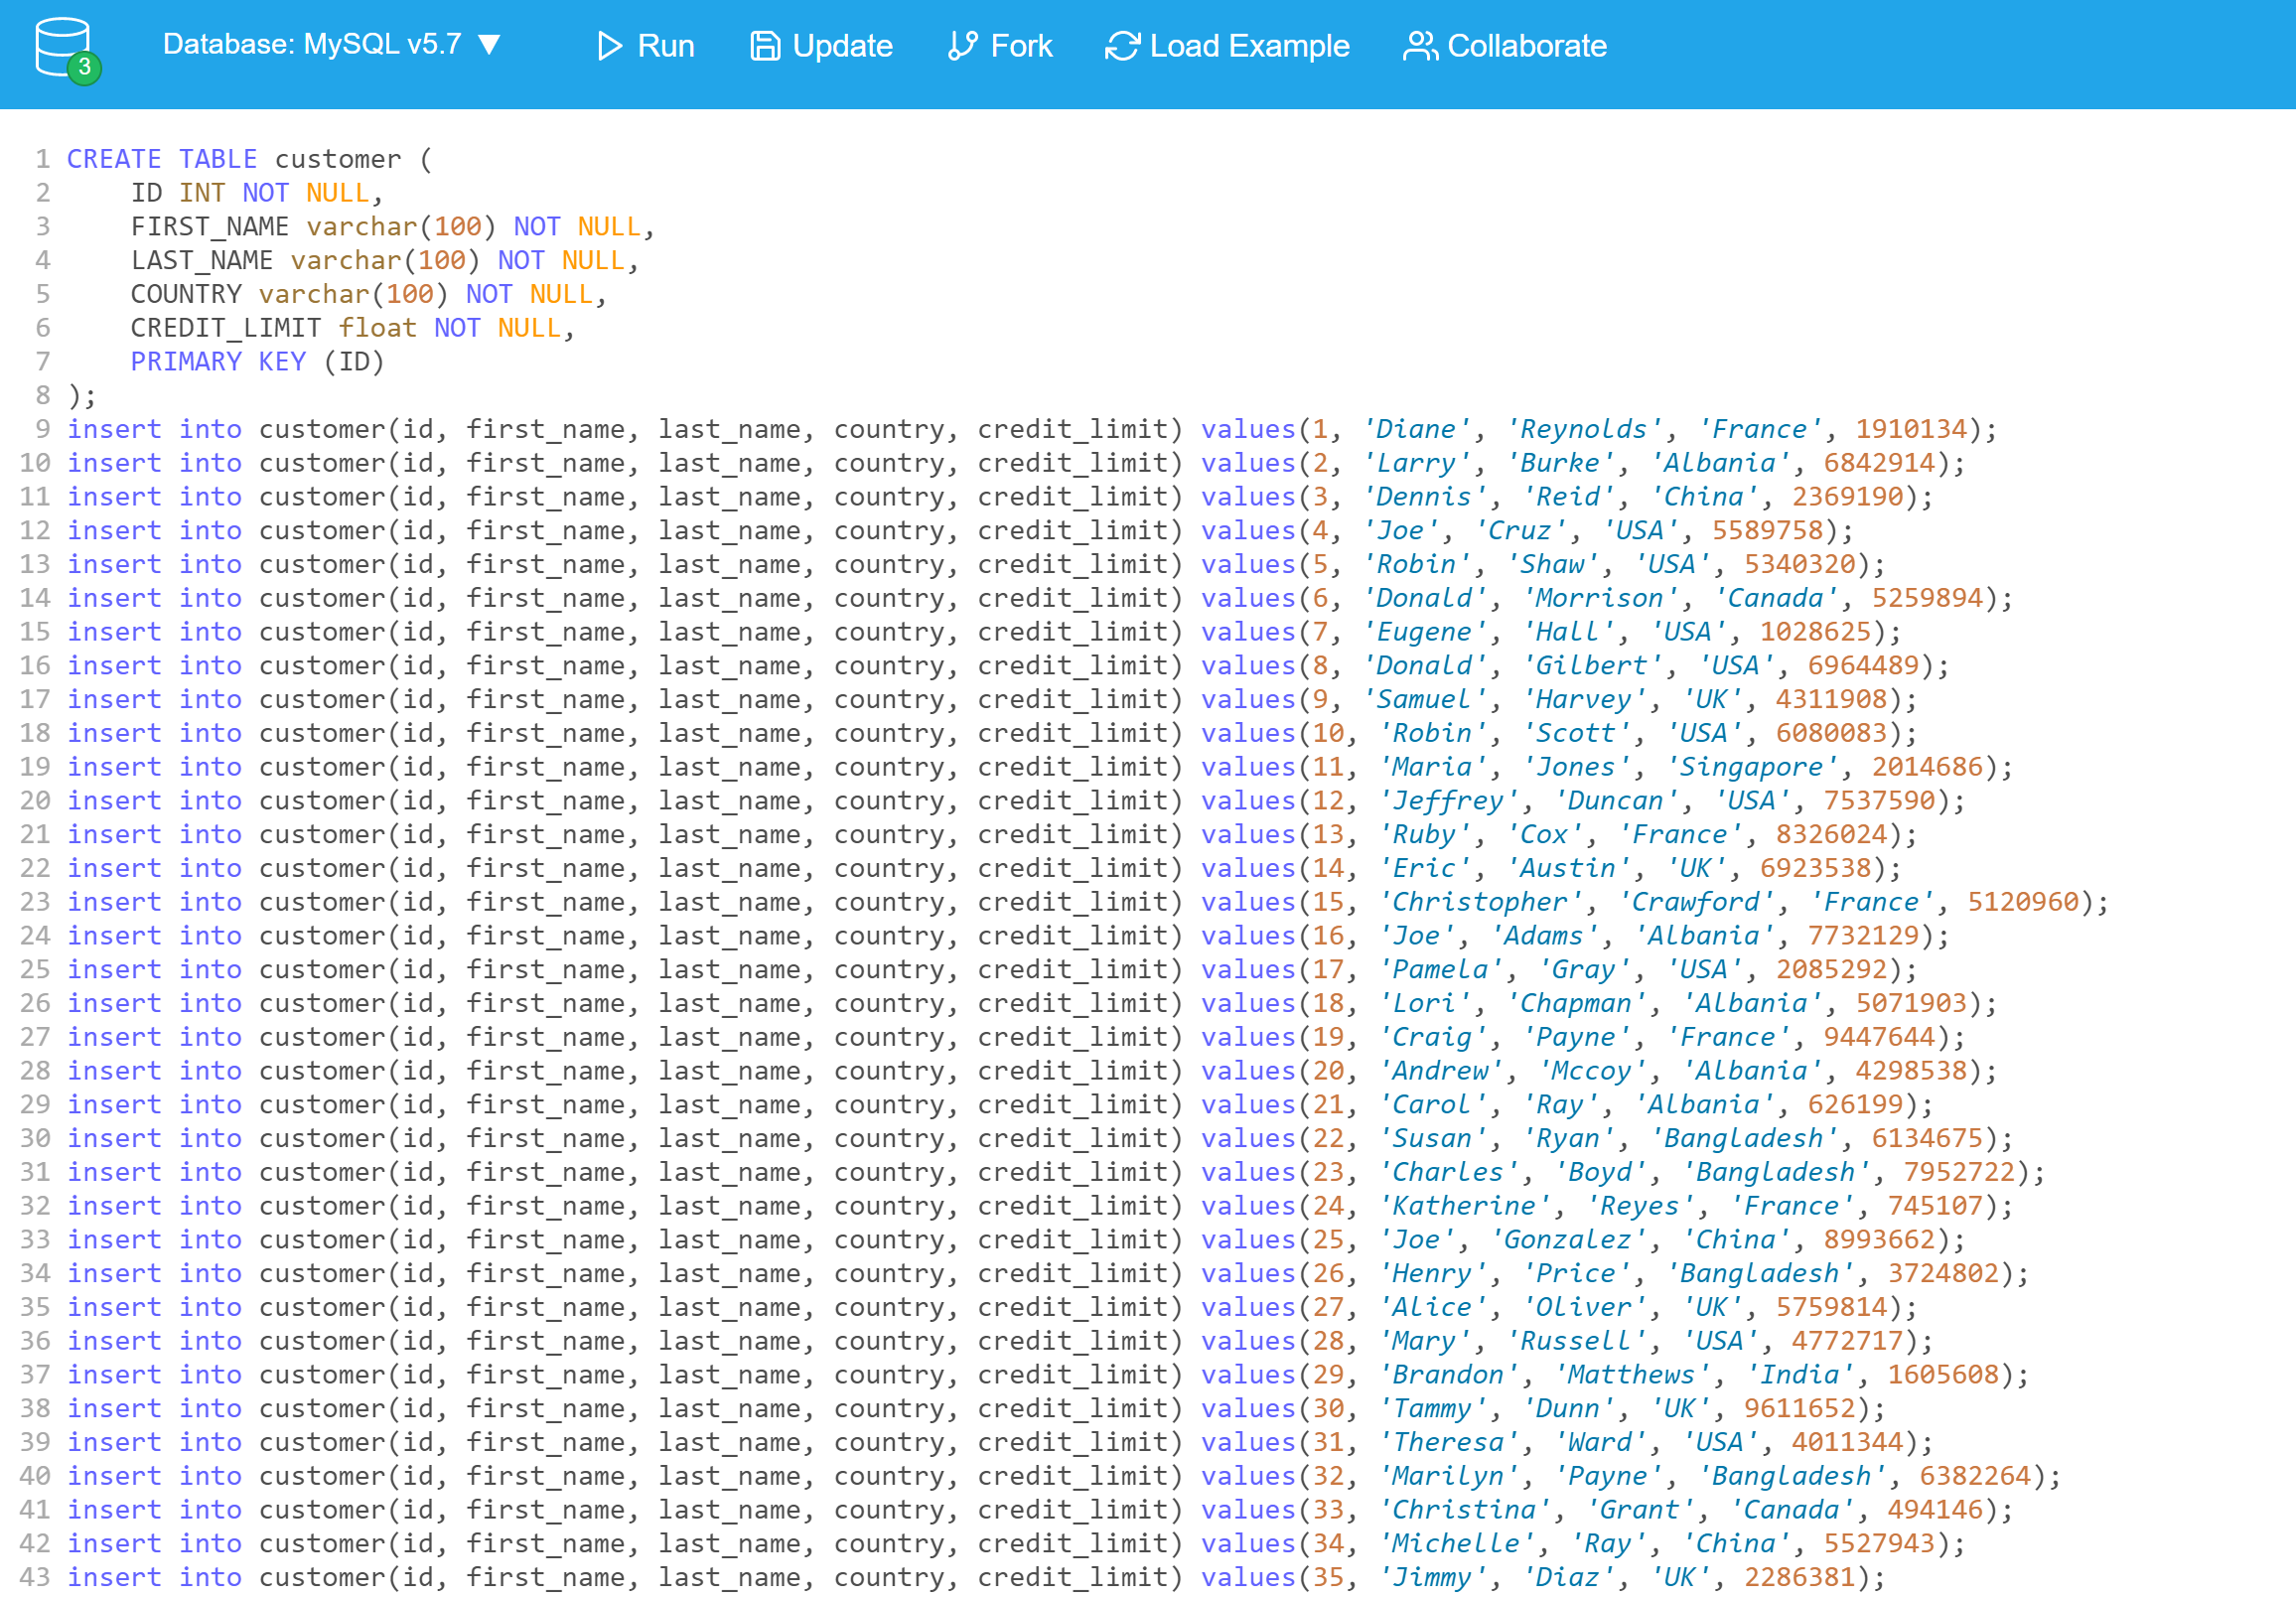 3 Database: MySQL v5.7 ▼ Run Update Fork Load Example Collaborate
1 CREATE TABLE customer (
2     ID INT NOT NULL,
3     FIRST_NAME varchar(100) NOT NULL,
4     LAST_NAME varchar(100) NOT NULL,
5     COUNTRY varchar(100) NOT NULL,
6     CREDIT_LIMIT float NOT NULL,
7     PRIMARY KEY (ID)
8 );
9 insert into customer(id, first_name, last_name, country, credit_limit) values(1, 'Diane', 'Reynolds', 'France', 1910134);
10 insert into customer(id, first_name, last_name, country, credit_limit) values(2, 'Larry', 'Burke', 'Albania', 6842914);
11 insert into customer(id, first_name, last_name, country, credit_limit) values(3, 'Dennis', 'Reid', 'China', 2369190);
12 insert into customer(id, first_name, last_name, country, credit_limit) values(4, 'Joe', 'Cruz', 'USA', 5589758);
13 insert into customer(id, first_name, last_name, country, credit_limit) values(5, 'Robin', 'Shaw', 'USA', 5340320);
14 insert into customer(id, first_name, last_name, country, credit_limit) values(6, 'Donald', 'Morrison', 'Canada', 5259894);
15 insert into customer(id, first_name, last_name, country, credit_limit) values(7, 'Eugene', 'Hall', 'USA', 1028625);
16 insert into customer(id, first_name, last_name, country, credit_limit) values(8, 'Donald', 'Gilbert', 'USA', 6964489);
17 insert into customer(id, first_name, last_name, country, credit_limit) values(9, 'Samuel', 'Harvey', 'UK', 4311908);
18 insert into customer(id, first_name, last_name, country, credit_limit) values(10, 'Robin', 'Scott', 'USA', 6080083);
19 insert into customer(id, first_name, last_name, country, credit_limit) values(11, 'Maria', 'Jones', 'Singapore', 2014686);
20 insert into customer(id, first_name, last_name, country, credit_limit) values(12, 'Jeffrey', 'Duncan', 'USA', 7537590);
21 insert into customer(id, first_name, last_name, country, credit_limit) values(13, 'Ruby', 'Cox', 'France', 8326024);
22 insert into customer(id, first_name, last_name, country, credit_limit) values(14, 'Eric', 'Austin', 'UK', 6923538);
23 insert into customer(id, first_name, last_name, country, credit_limit) values(15, 'Christopher', 'Crawford', 'France', 5120960);
24 insert into customer(id, first_name, last_name, country, credit_limit) values(16, 'Joe', 'Adams', 'Albania', 7732129);
25 insert into customer(id, first_name, last_name, country, credit_limit) values(17, 'Pamela', 'Gray', 'USA', 2085292);
26 insert into customer(id, first_name, last_name, country, credit_limit) values(18, 'Lori', 'Chapman', 'Albania', 5071903);
27 insert into customer(id, first_name, last_name, country, credit_limit) values(19, 'Craig', 'Payne', 'France', 9447644);
28 insert into customer(id, first_name, last_name, country, credit_limit) values(20, 'Andrew', 'Mccoy', 'Albania', 4298538);
29 insert into customer(id, first_name, last_name, country, credit_limit) values(21, 'Carol', 'Ray', 'Albania', 626199);
30 insert into customer(id, first_name, last_name, country, credit_limit) values(22, 'Susan', 'Ryan', 'Bangladesh', 6134675);
31 insert into customer(id, first_name, last_name, country, credit_limit) values(23, 'Charles', 'Boyd', 'Bangladesh', 7952722);
32 insert into customer(id, first_name, last_name, country, credit_limit) values(24, 'Katherine', 'Reyes', 'France', 745107);
33 insert into customer(id, first_name, last_name, country, credit_limit) values(25, 'Joe', 'Gonzalez', 'China', 8993662);
34 insert into customer(id, first_name, last_name, country, credit_limit) values(26, 'Henry', 'Price', 'Bangladesh', 3724802);
35 insert into customer(id, first_name, last_name, country, credit_limit) values(27, 'Alice', 'Oliver', 'UK', 5759814);
36 insert into customer(id, first_name, last_name, country, credit_limit) values(28, 'Mary', 'Russell', 'USA', 4772717);
37 insert into customer(id, first_name, last_name, country, credit_limit) values(29, 'Brandon', 'Matthews', 'India', 1605608);
38 insert into customer(id, first_name, last_name, country, credit_limit) values(30, 'Tammy', 'Dunn', 'UK', 9611652);
39 insert into customer(id, first_name, last_name, country, credit_limit) values(31, 'Theresa', 'Ward', 'USA', 4011344);
40 insert into customer(id, first_name, last_name, country, credit_limit) values(32, 'Marilyn', 'Payne', 'Bangladesh', 6382264);
41 insert into customer(id, first_name, last_name, country, credit_limit) values(33, 'Christina', 'Grant', 'Canada', 494146);
42 insert into customer(id, first_name, last_name, country, credit_limit) values(34, 'Michelle', 'Ray', 'China', 5527943);
43 insert into customer(id, first_name, last_name, country, credit_limit) values(35, 'Jimmy', 'Diaz', 'UK', 2286381);